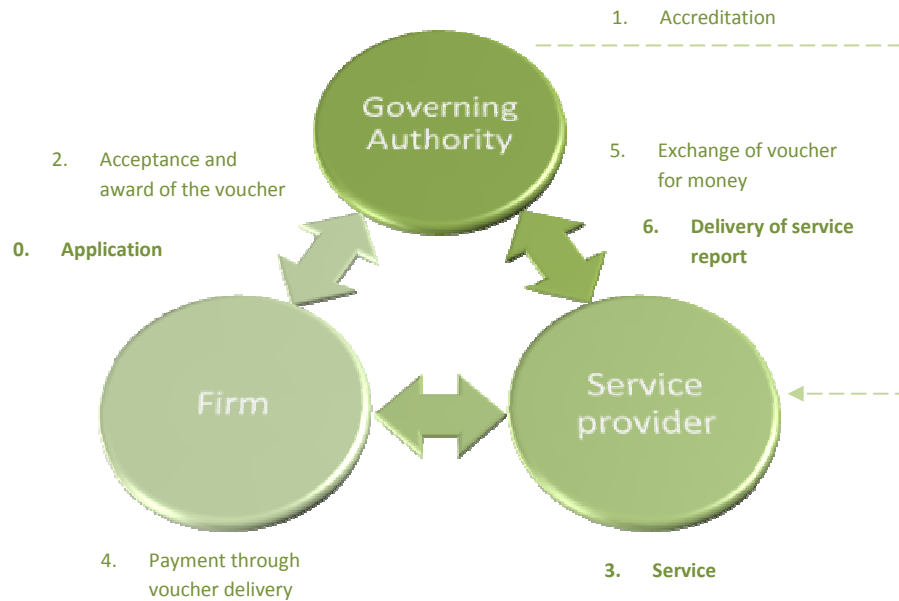 1. Accreditation
Governing
Authority
2. Acceptance and
award of the voucher
5. Exchange of voucher
for money
0. Application
6. Delivery of service
report
Firm
Service
provider
4. Payment through
voucher delivery
3. Service